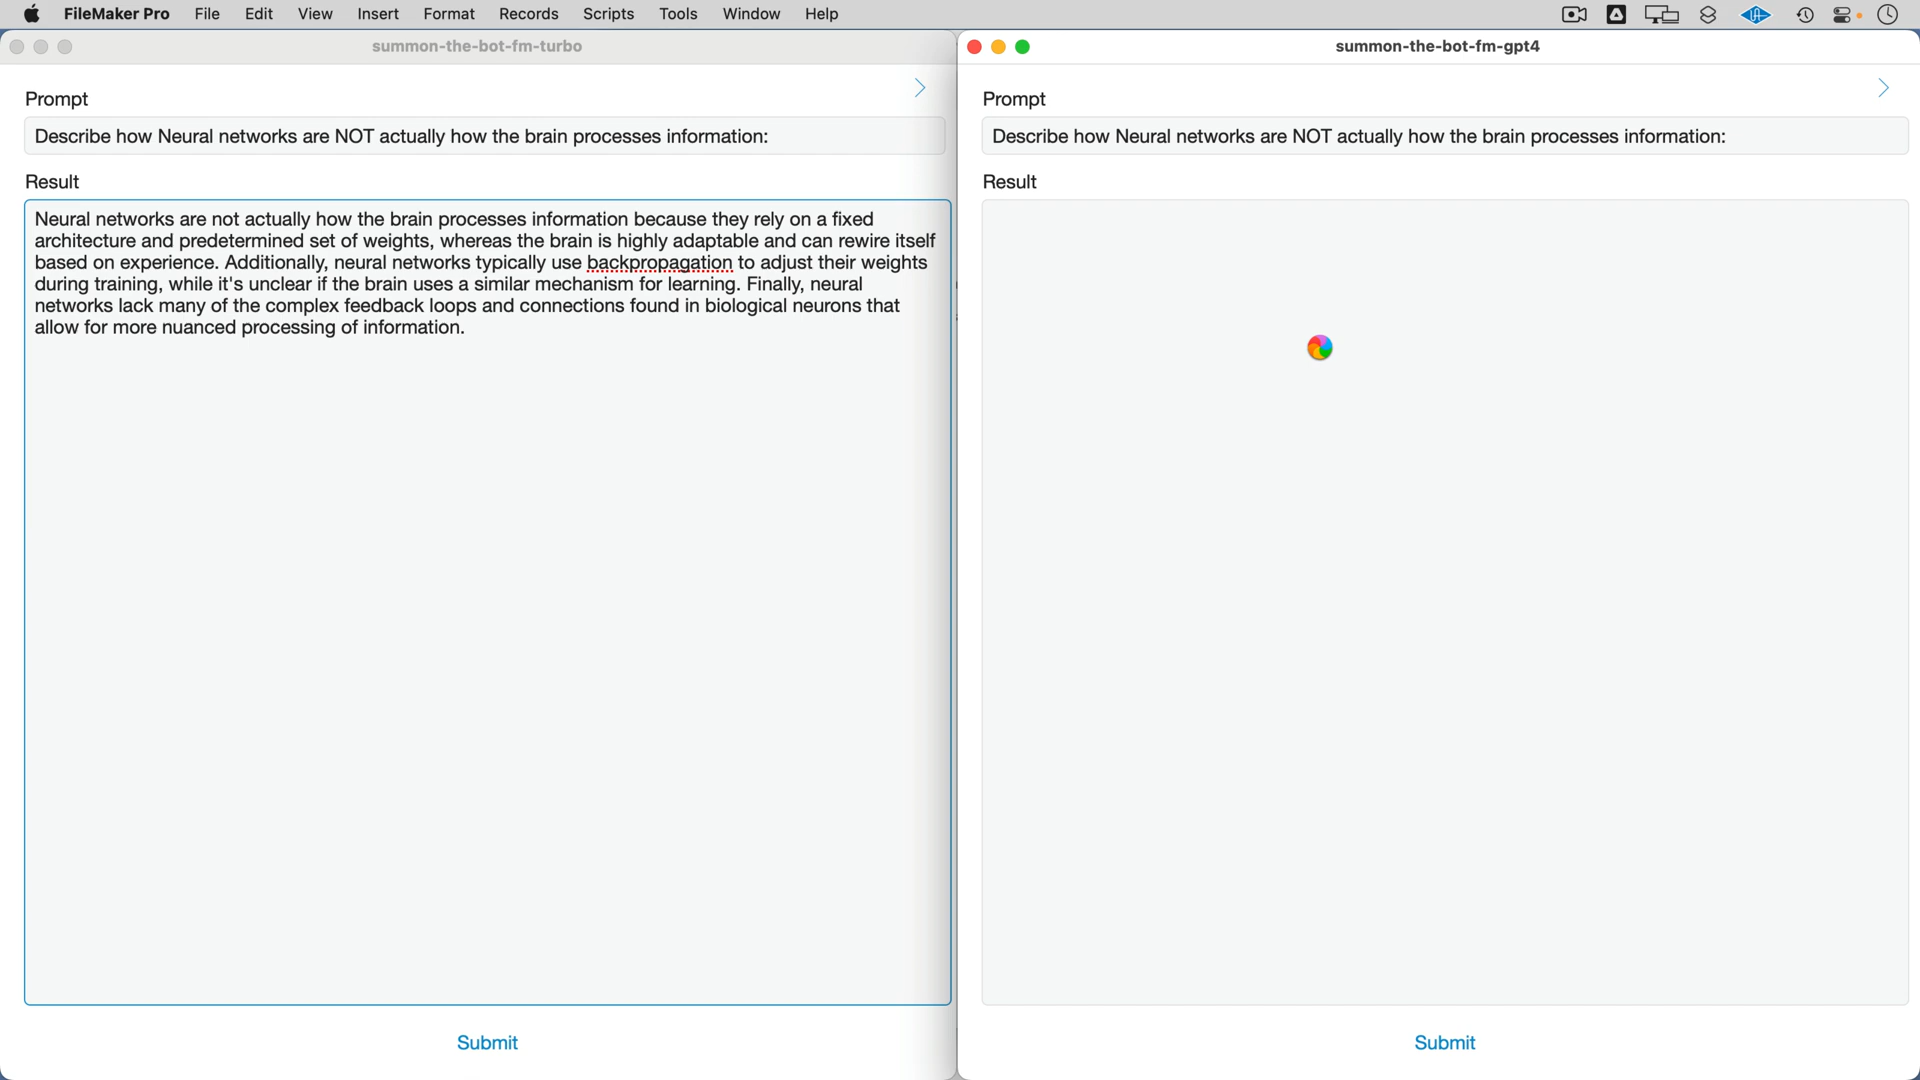 FileMaker Pro File Edit View Insert Format Records Scripts Tools Window Help
summon-the-bot-fm-turbo
Prompt
Describe how Neural networks are NOT actually how the brain processes information:
Result
Neural networks are not actually how the brain processes information because they rely on a fixed
architecture and predetermined set of weights, whereas the brain is highly adaptable and can rewire itself
based on experience. Additionally, neural networks typically use backpropagation to adjust their weights
during training, while it's unclear if the brain uses a similar mechanism for learning. Finally, neural
networks lack many of the complex feedback loops and connections found in biological neurons that
allow for more nuanced processing of information.
Submit
summon-the-bot-fm-gpt4
Prompt
Describe how Neural networks are NOT actually how the brain processes information:
Result
Submit